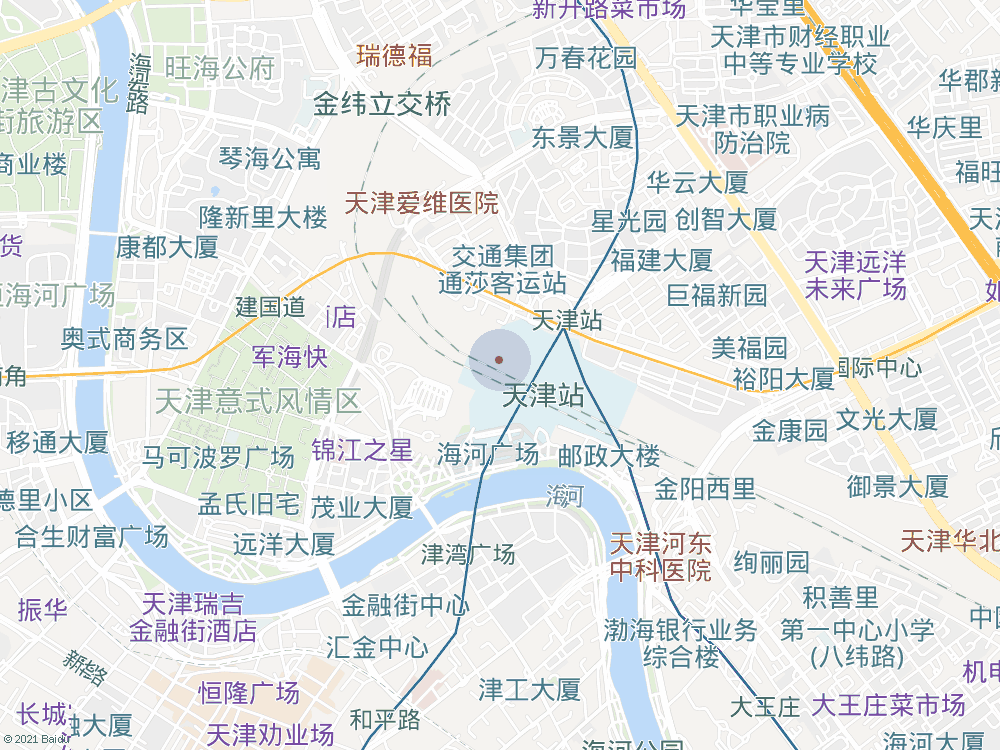 新开路菜市场
华宝里
万春花园
天津市财经职业
中等专业学校
瑞德福
海河东路
旺海公府
津古文化
街旅游区
华郡新
金纬立交桥
天津市职业病
防治院
华庆里
东景大厦
商业楼
琴海公寓
福旺
华云大厦
天津爱维医院
隆新里大楼
星光园
创智大厦
天津
货
康都大厦
交通集团
通莎客运站
福建大厦
天津远洋
未来广场
恒海河广场
建国道
店
巨福新园
天津站
奥式商务区
军海快
美福园
国际中心
南角
裕阳大厦
天津意式风情区
天津站
文光大厦
移通大厦
金康园
锦江之星
海河广场
邮政大楼
马可波罗广场
御景大厦
德里小区
孟氏旧宅
茂业大厦
海河
金阳西里
合生财富广场
远洋大厦
津湾广场
天津河东
中科医院
天津华北
绚丽园
振华
天津瑞吉
金融街酒店
金融街中心
积善里
渤海银行业务
综合楼
第一中心小学
(八纬路)
汇金中心
新华路
机电
恒隆广场
津工大厦
大王庄
大王庄菜市场
长城
融大厦
和平路
天津劝业场
海河公园
海河大厦
© 2021 Baidu